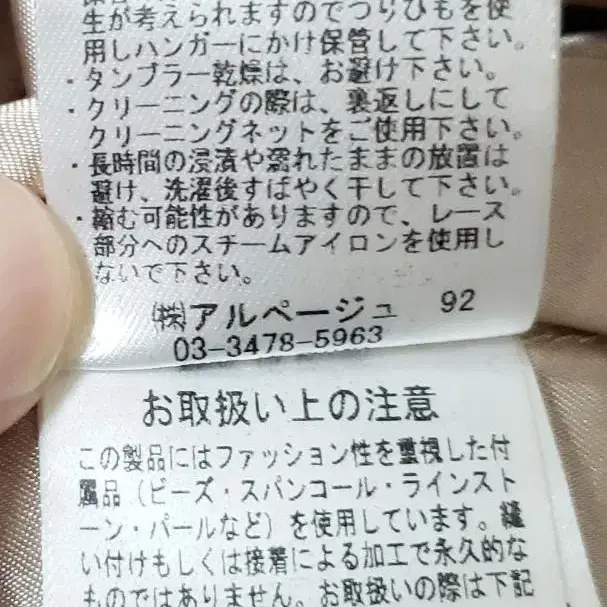 生が考えられますのでつりひもを使
用しハンガーにかけ保管して下さい。
・タンブラー乾燥は、お避け下さい。
・クリーニングの際は、裏返しにして
クリーニングネットをご使用下さい。
・長時間の浸漬や濡れたままの放置は
避け、洗濯後すばやく干して下さい。
・縮む可能性がありますので、レース
部分へのスチームアイロンを使用し
ないで下さい。
㈱アルページュ 92
03-3478-5963
お取扱い上の注意
この製品にはファッション性を重視した付
属品（ビーズ・スパンコール・ラインスト
ーン・パールなど）を使用しています。縫
い付けもしくは接着による加工で永久的な
ものではありません。お取扱いの際は下記